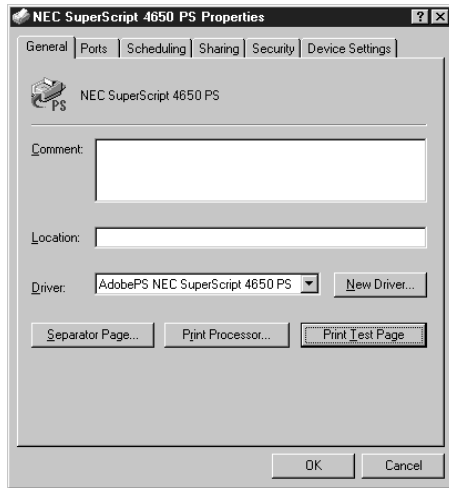 NEC SuperScript 4650 PS Properties
General Ports Scheduling Sharing Security Device Settings
PS
NEC SuperScript 4650 PS
Comment:
Location:
Driver: AdobePS NEC SuperScript 4650 PS New Driver...
Separator Page... Print Processor... Print Test Page
OK Cancel